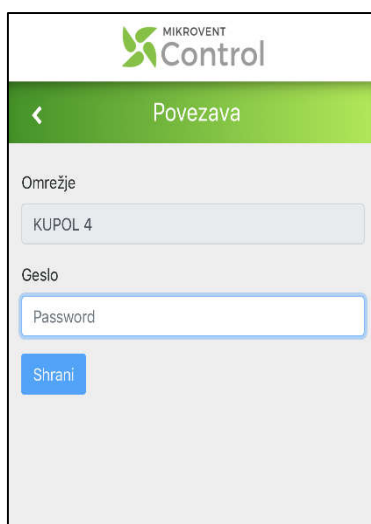 MIKROVENT
Control
Povezava
Omrežje
KUPOL 4
Geslo
Password
Shrani